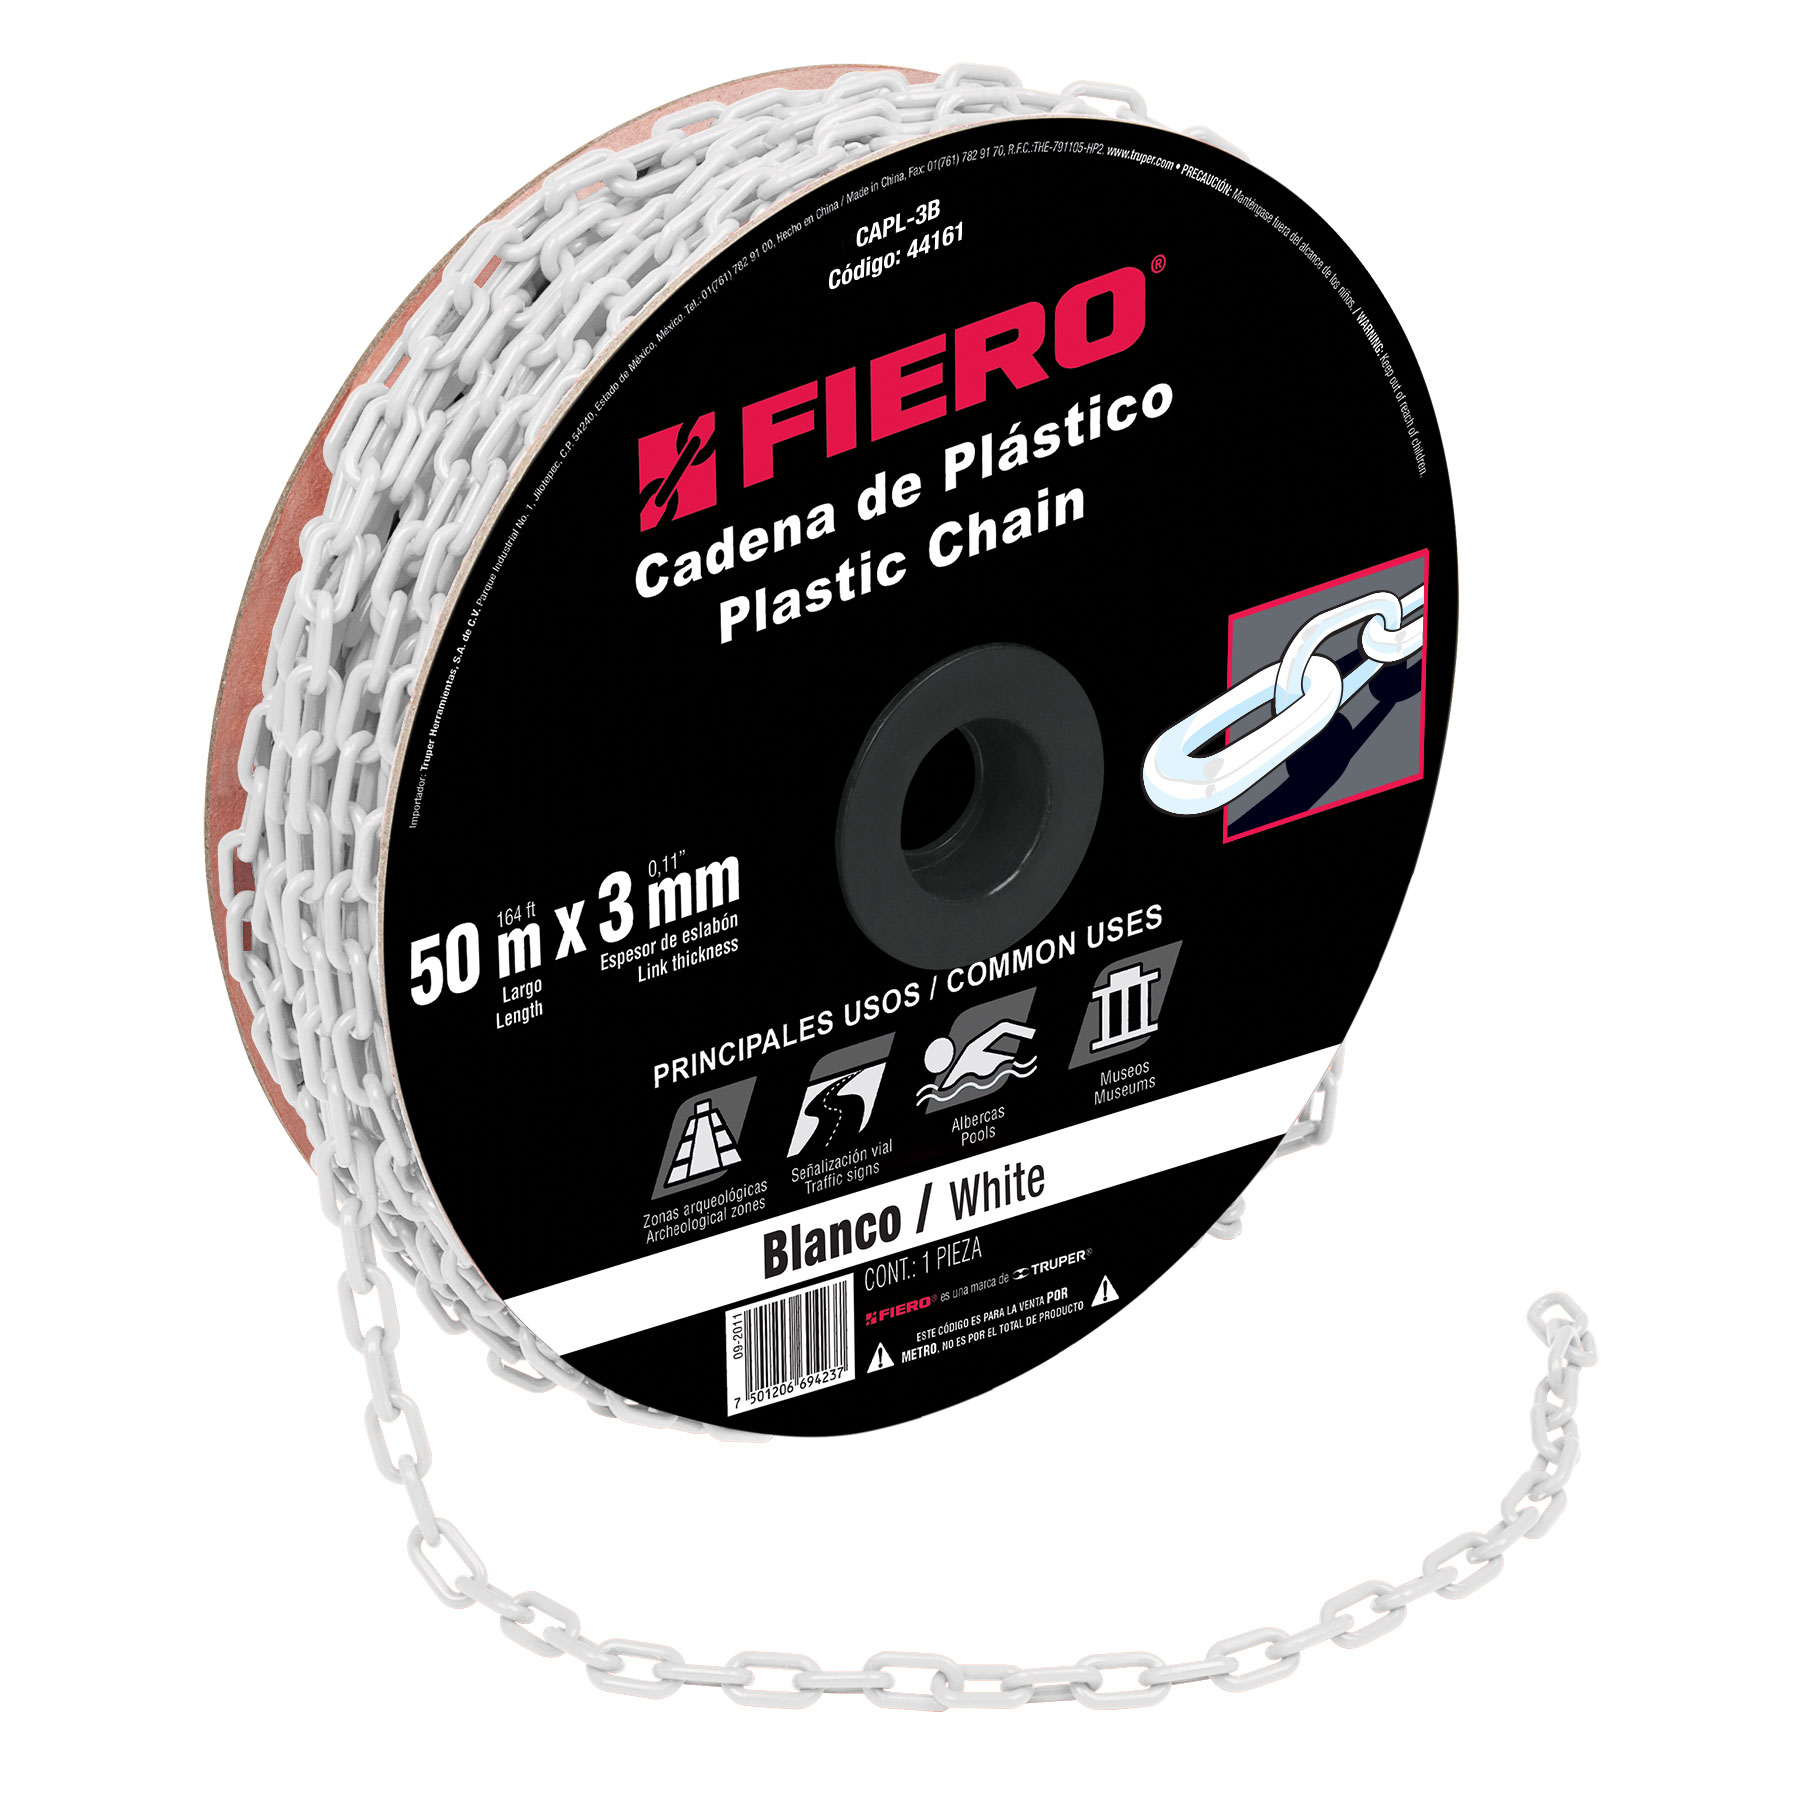 Importador: Truper Herramientas, S.A. de C.V. Parque Industrial No. 1, Jilotepec, C.P. 54240, Estado de México, México. Tel.: 01(761) 782 91 00, Hecho en China / Made in China, Fax: 01(761) 782 91 70, R.F.C.:THE-791105-HP2. www.truper.com • PRECAUCIÓN: Manténgase fuera del alcance de los niños. / WARNING: Keep out of reach of children.
CAPL-3B
Código: 44161
FIERO®
Cadena de Plástico
Plastic Chain
50 m x 3 mm
164 ft
0,11”
Largo
Length
Espesor de eslabón
Link thickness
PRINCIPALES USOS / COMMON USES
Zonas arqueológicas
Archeological zones
Señalización vial
Traffic signs
Albercas
Pools
Museos
Museums
Blanco / White
CONT.: 1 PIEZA
FIERO® es una marca de TRUPER®
ESTE CÓDIGO ES PARA LA VENTA POR
METRO, NO ES POR EL TOTAL DE PRODUCTO
09-2011
7 501206 694237